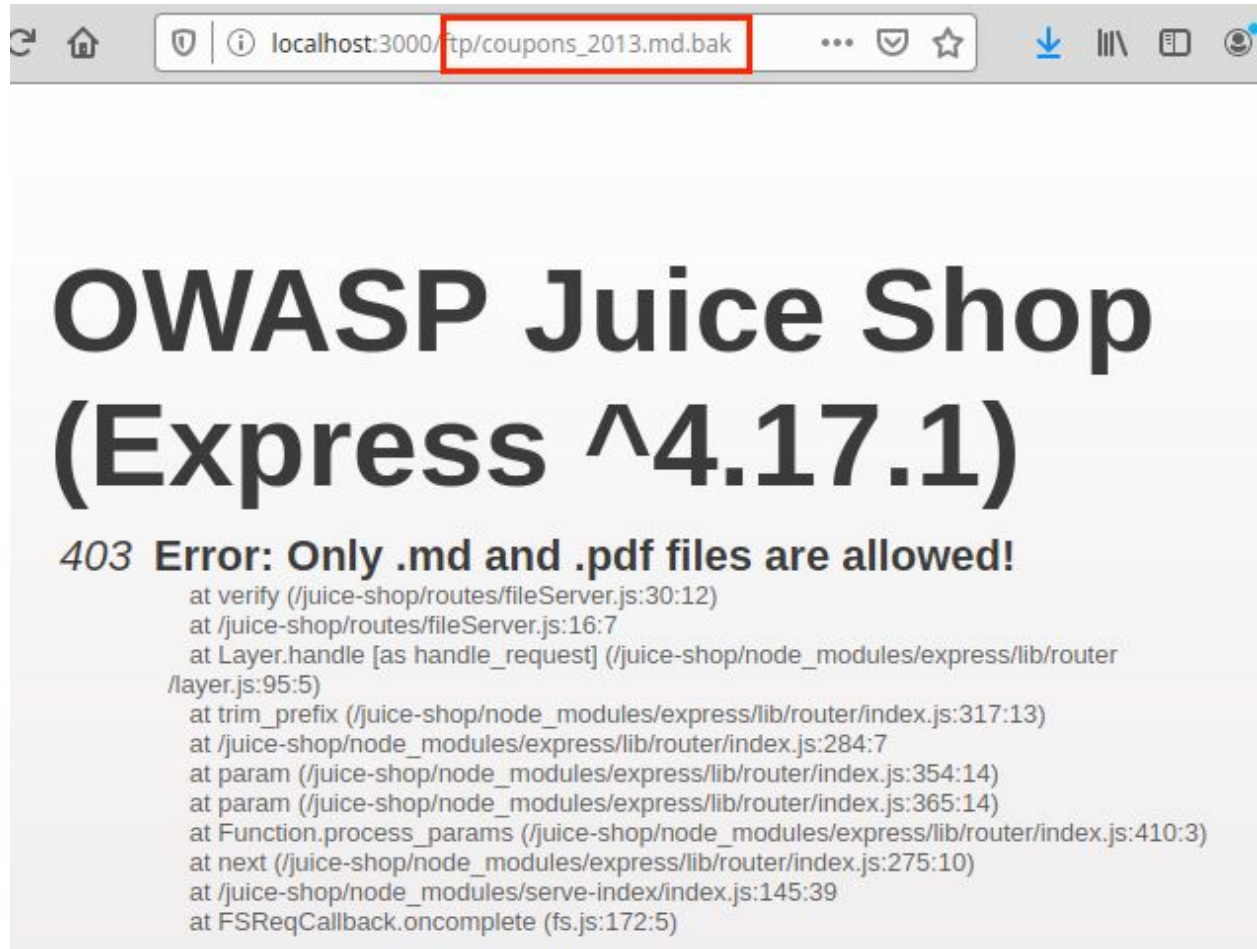 localhost:3000/ftp/coupons_2013.md.bak
OWASP Juice Shop
(Express ^4.17.1)
403 Error: Only .md and .pdf files are allowed!
at verify (/juice-shop/routes/fileServer.js:30:12)
at /juice-shop/routes/fileServer.js:16:7
at Layer.handle [as handle_request] (/juice-shop/node_modules/express/lib/router
/layer.js:95:5)
at trim_prefix (/juice-shop/node_modules/express/lib/router/index.js:317:13)
at /juice-shop/node_modules/express/lib/router/index.js:284:7
at param (/juice-shop/node_modules/express/lib/router/index.js:354:14)
at param (/juice-shop/node_modules/express/lib/router/index.js:365:14)
at Function.process_params (/juice-shop/node_modules/express/lib/router/index.js:410:3)
at next (/juice-shop/node_modules/express/lib/router/index.js:275:10)
at /juice-shop/node_modules/serve-index/index.js:145:39
at FSReqCallback.oncomplete (fs.js:172:5)